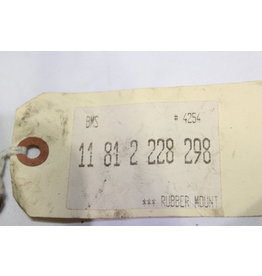 BMS # 4254
11 81 2 228 298
*** RUBBER MOUNT